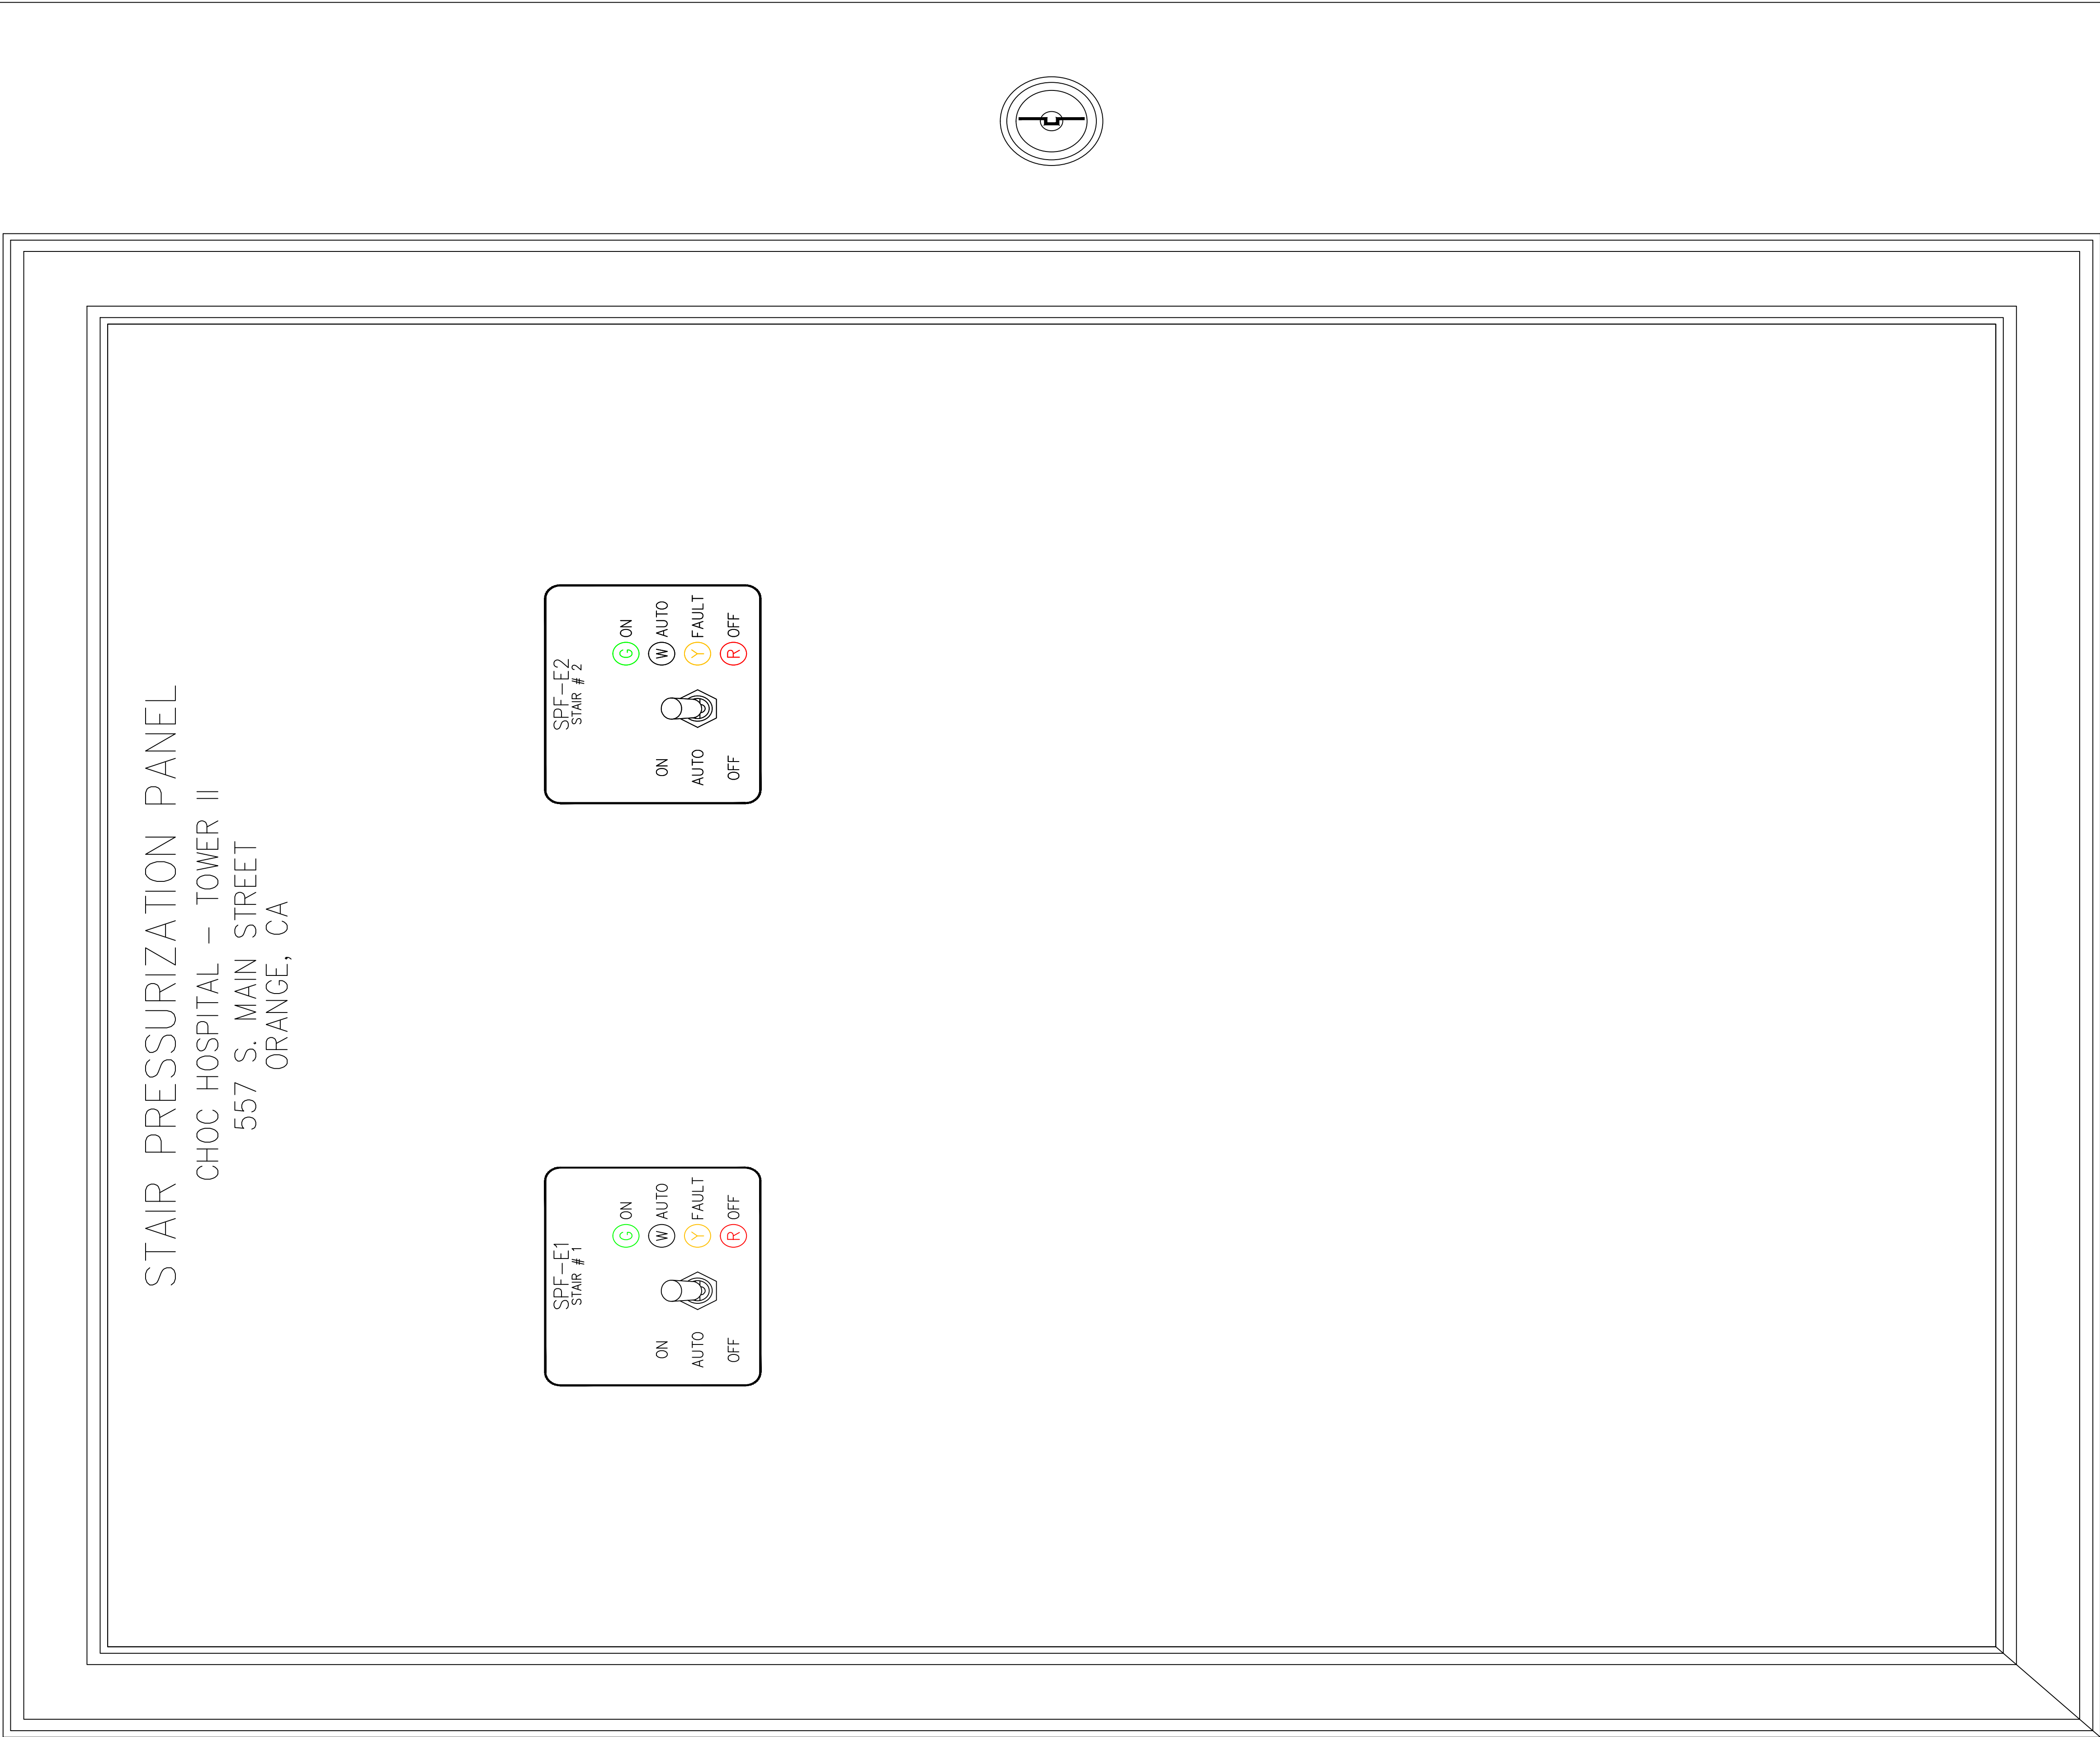 STAIR PRESSURIZATION PANEL
CHOC HOSPITAL – TOWER II
557 S. MAIN STREET
ORANGE, CA
SPF–E1
STAIR # 1
G ON
ON W AUTO
AUTO Y FAULT
OFF R OFF
SPF–E2
STAIR # 2
G ON
ON W AUTO
AUTO Y FAULT
OFF R OFF